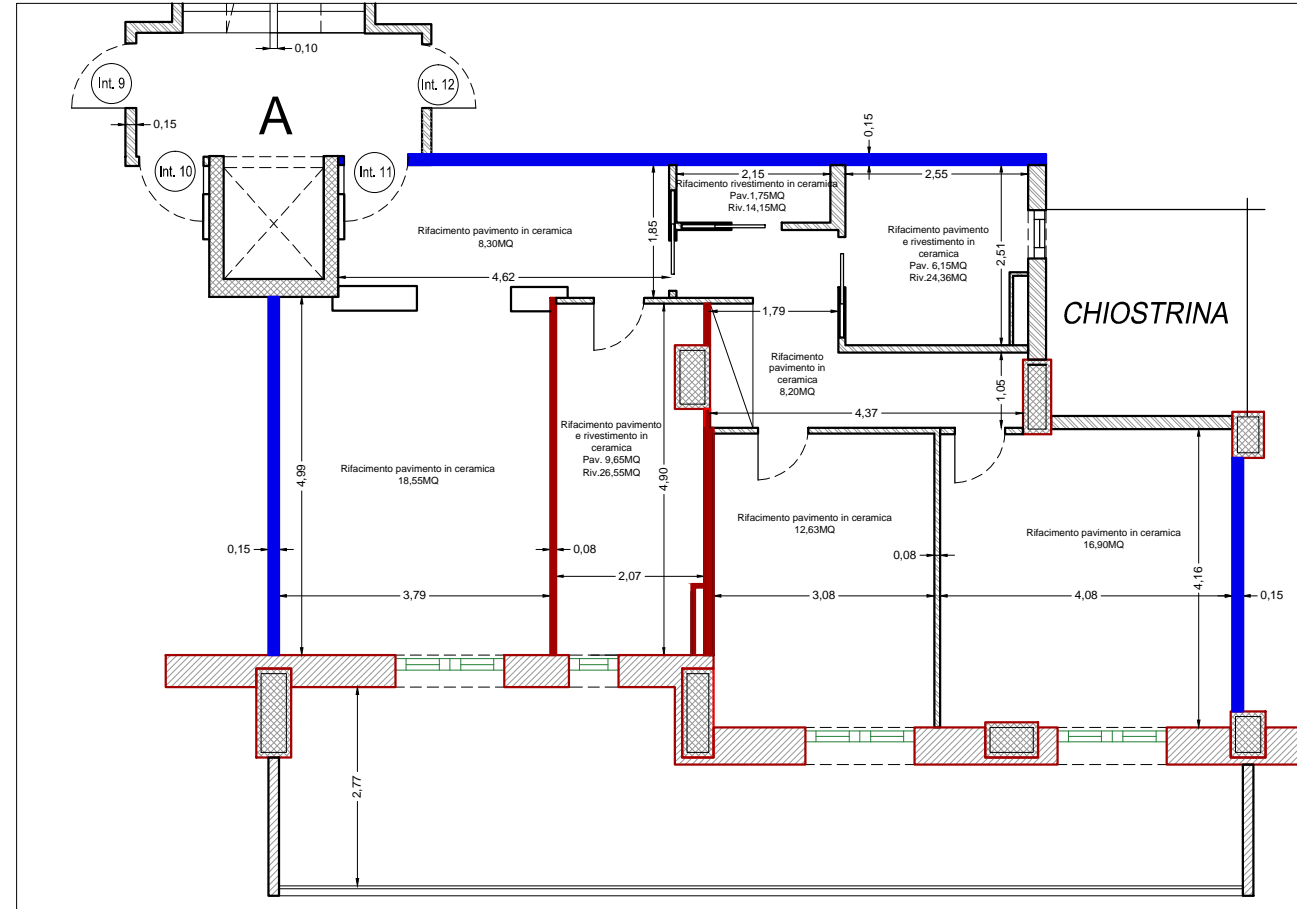 0,10
Int. 9
Int. 12
A
0,15
0,15
Int. 10
Int. 11
2,15
2,55
Rifacimento rivestimento in ceramica
Pav.1,75MQ
Riv.14,15MQ
Rifacimento pavimento in ceramica
8,30MQ
1,85
Rifacimento pavimento
e rivestimento in
ceramica
Pav. 6,15MQ
Riv.24,36MQ
2,51
4,62
CHIOSTRINA
1,79
Rifacimento
pavimento in
ceramica
8,20MQ
1,05
4,37
Rifacimento pavimento
e rivestimento in
ceramica
Pav. 9,65MQ
Riv.26,55MQ
Rifacimento pavimento in ceramica
18,55MQ
4,99
4,90
Rifacimento pavimento in ceramica
12,63MQ
Rifacimento pavimento in ceramica
16,90MQ
0,15
0,08
0,08
4,16
2,07
3,79
3,08
4,08
0,15
2,77